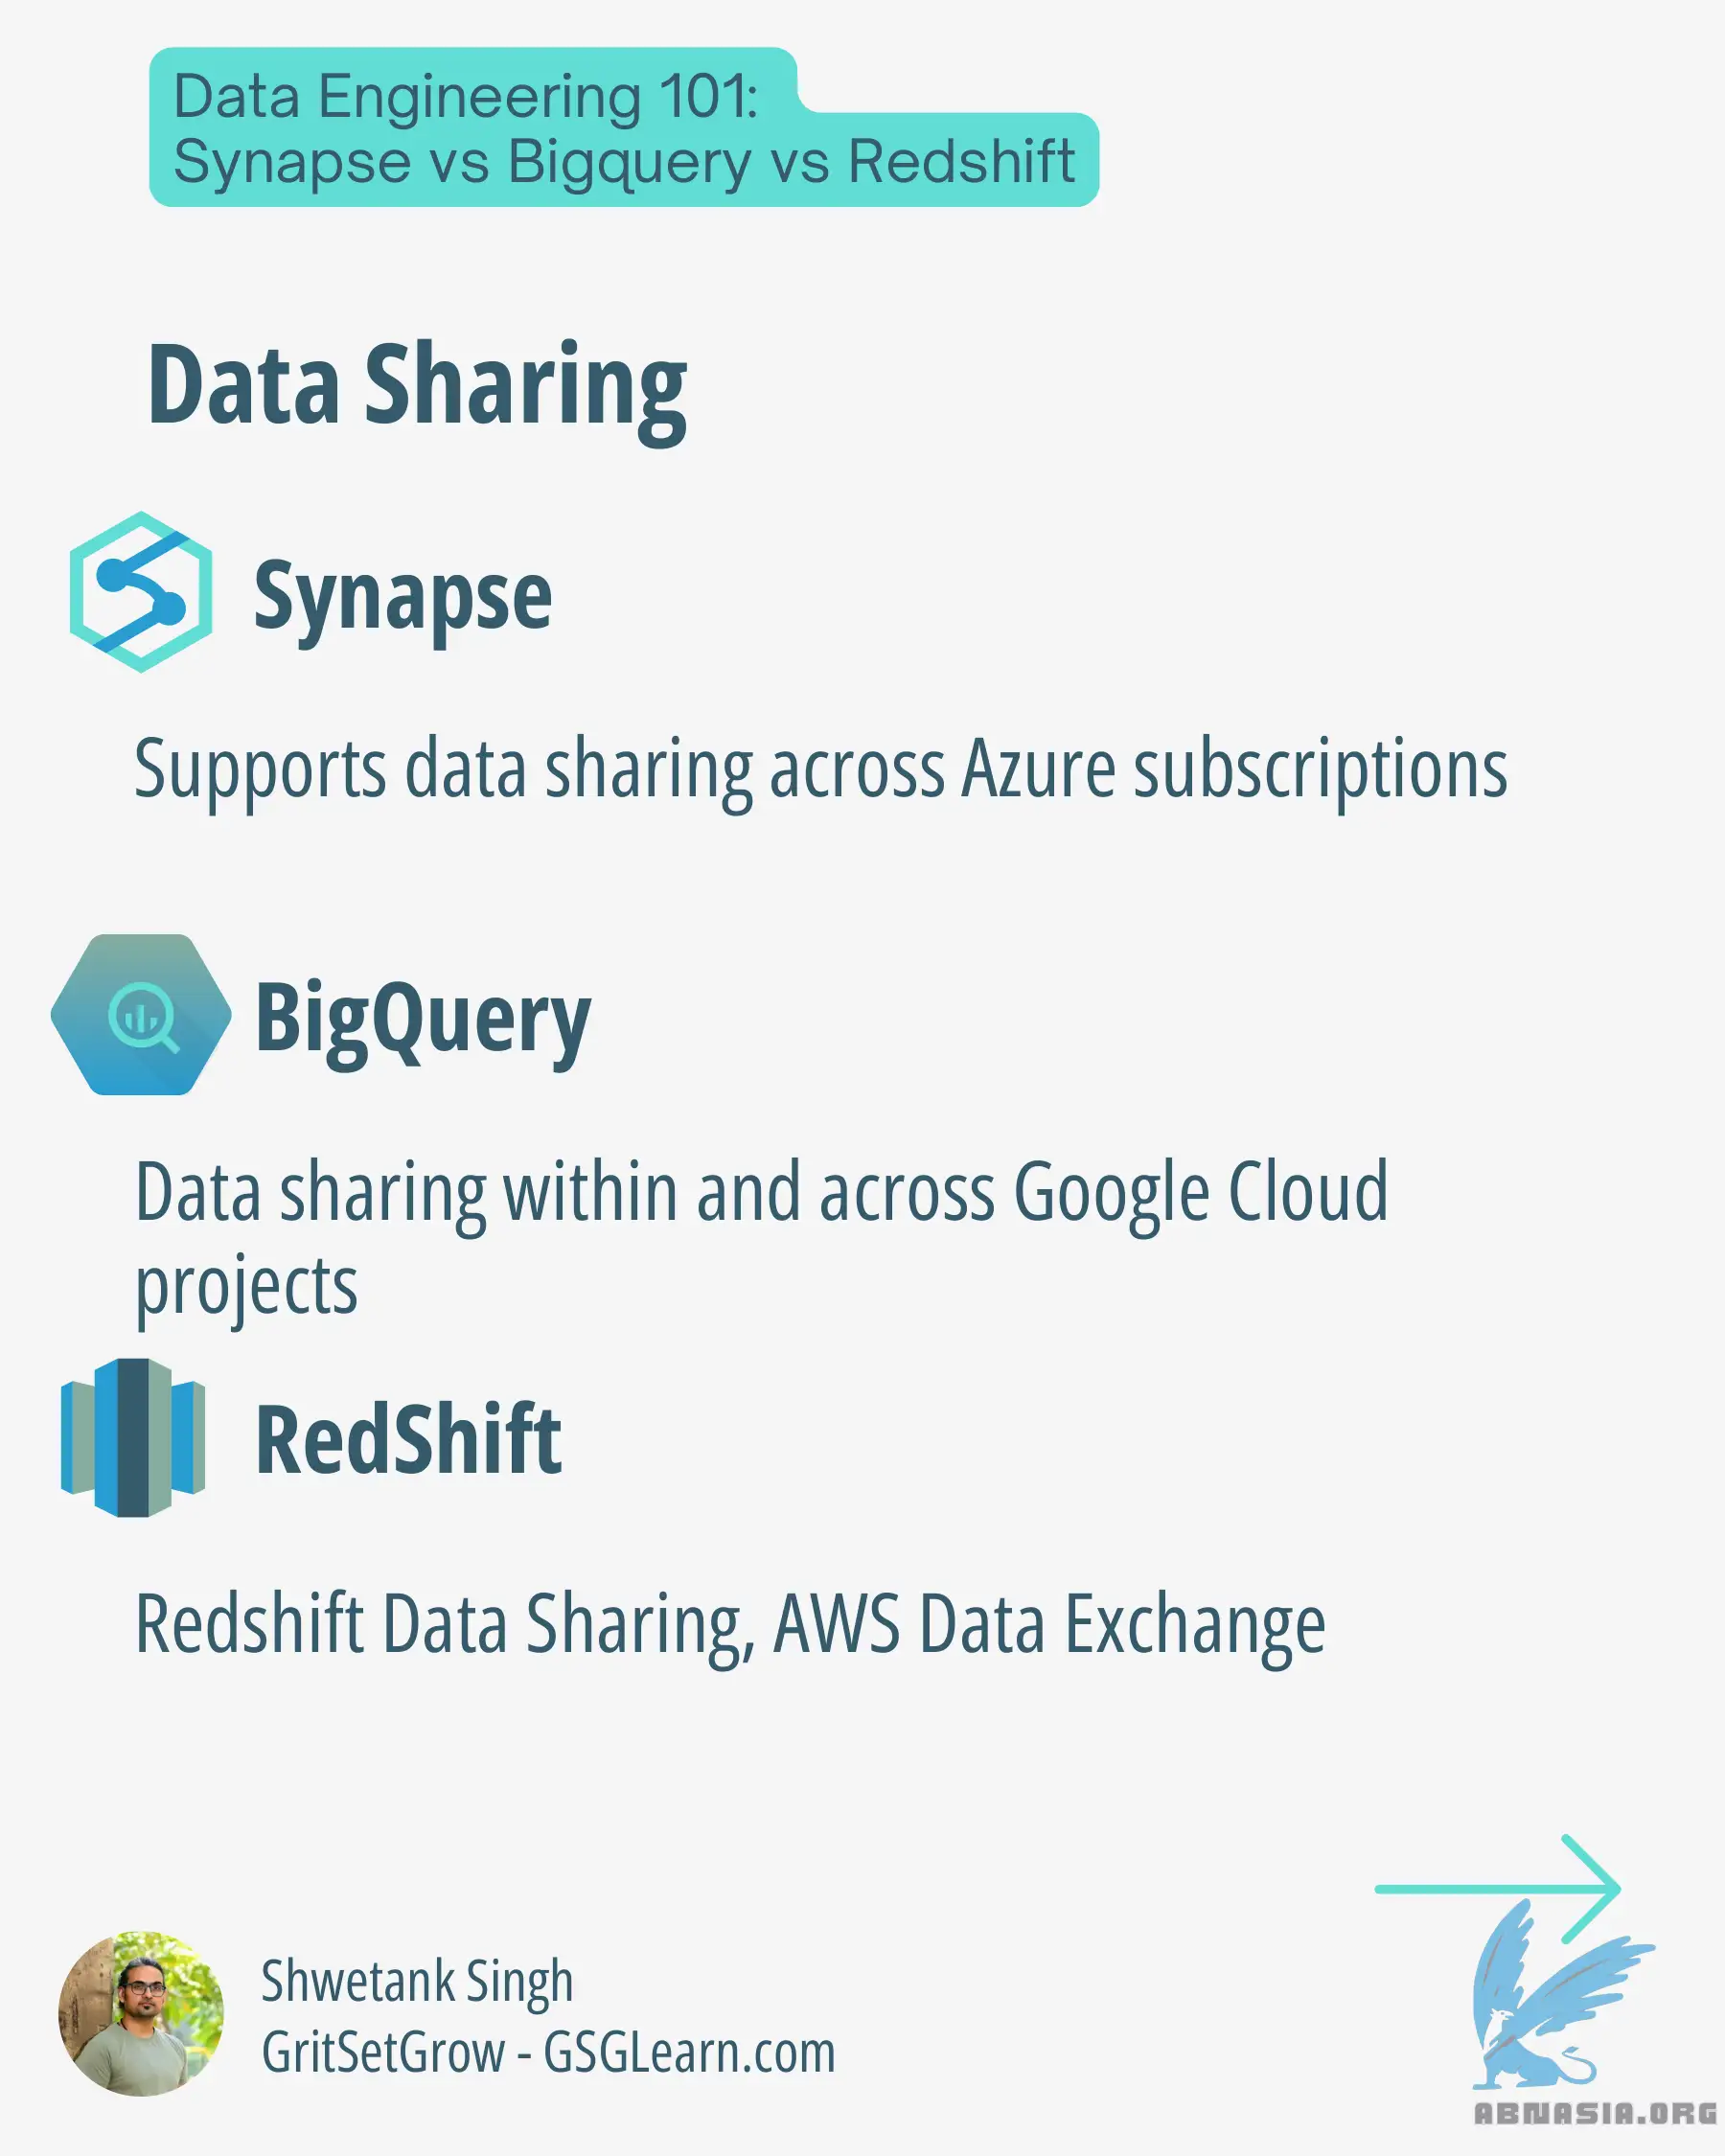 Data Engineering 101:
Synapse vs Bigquery vs Redshift
Data Sharing
Synapse
Supports data sharing across Azure subscriptions
BigQuery
Data sharing within and across Google Cloud
projects
RedShift
Redshift Data Sharing, AWS Data Exchange
Shwetank Singh
GritSetGrow - GSGLearn.com
ABNASIA.ORG